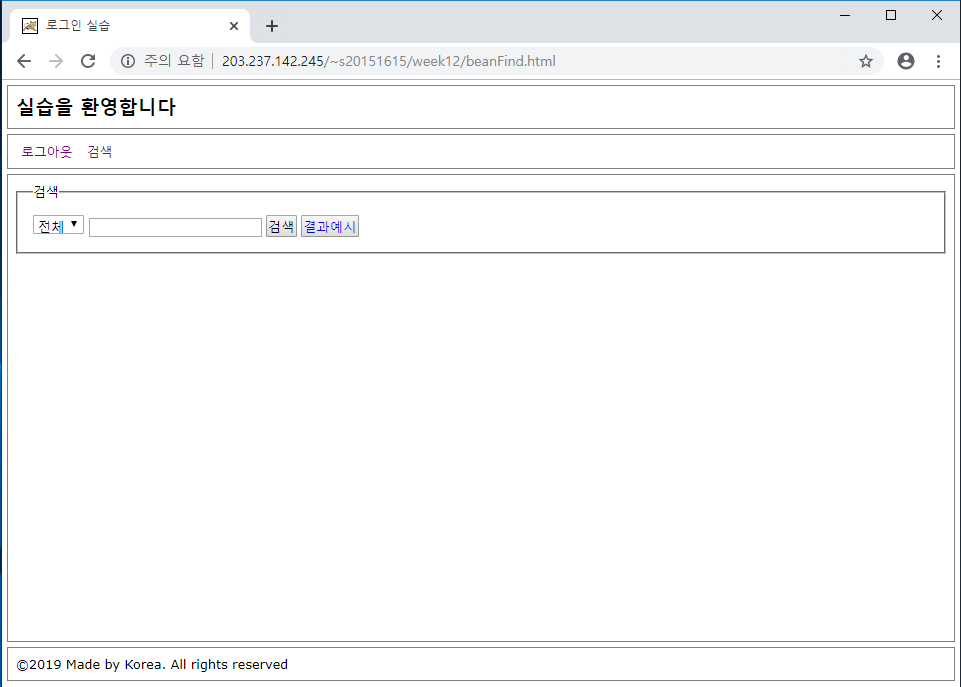 로그인 실습
주의 요함 | 203.237.142.245/~s20151615/week12/beanFind.html
실습을 환영합니다
로그아웃 검색
검색
전체 검색 결과예시
©2019 Made by Korea. All rights reserved